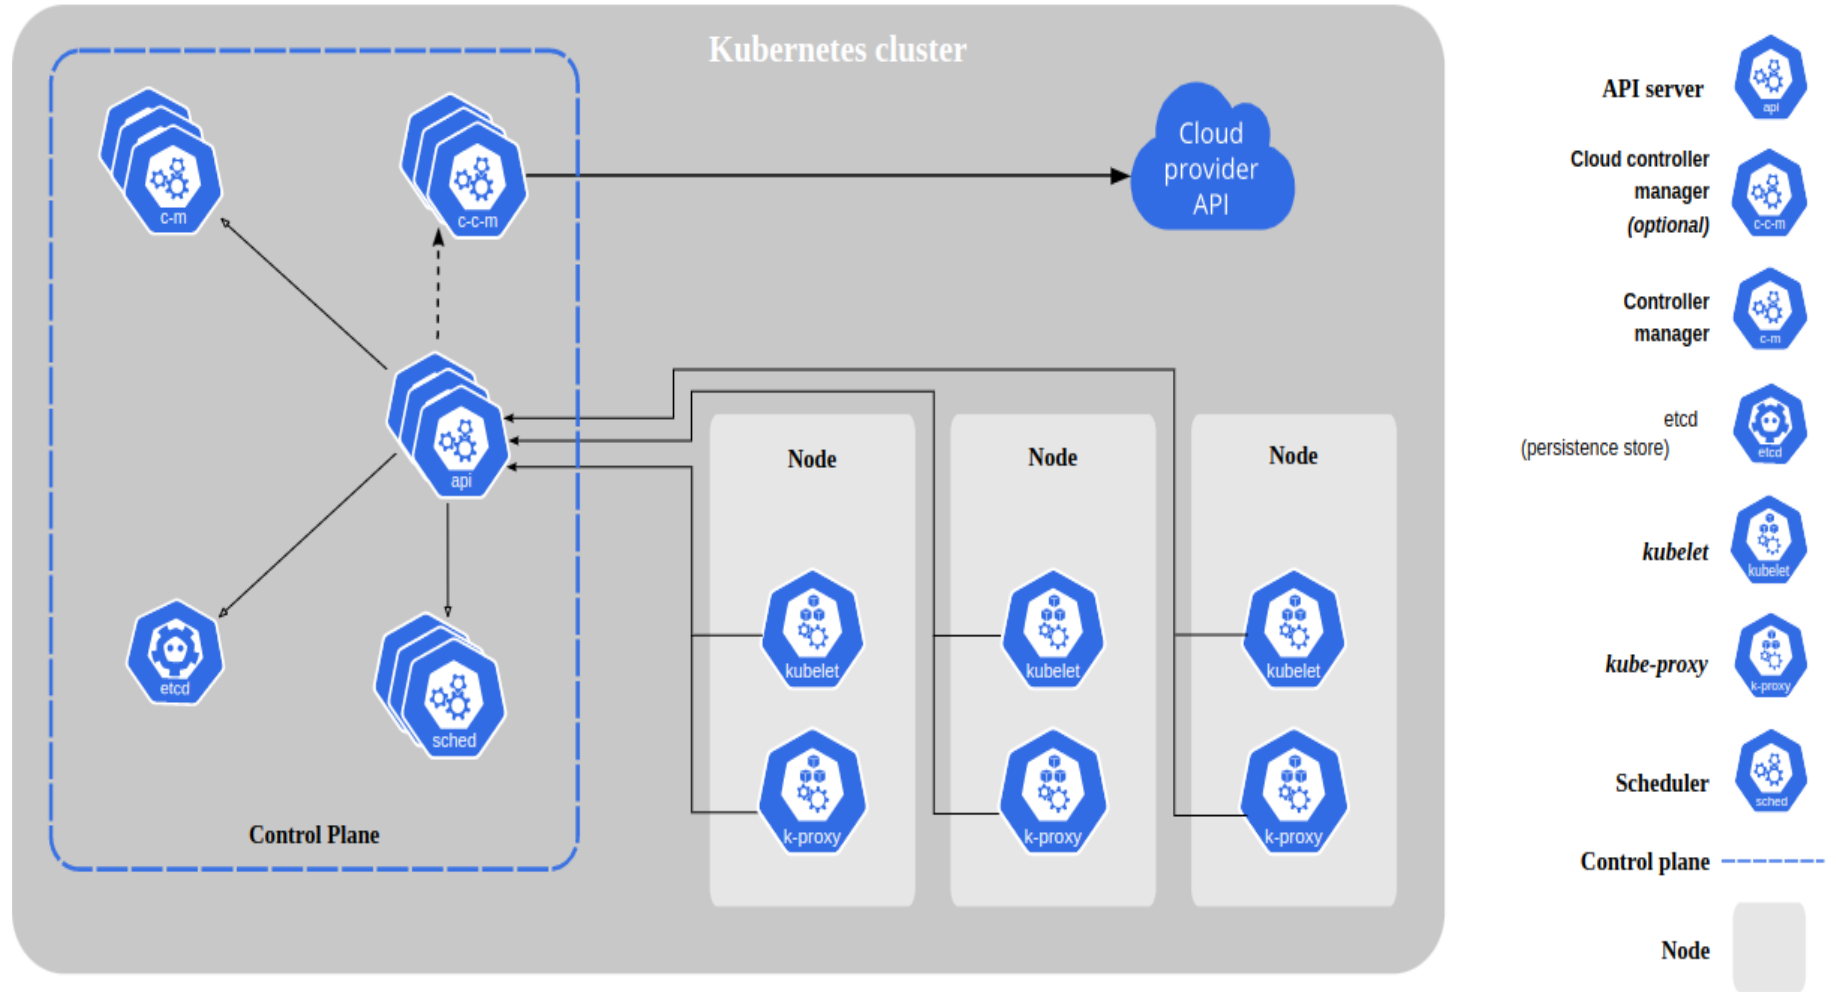 Kubernetes cluster
c-m
c-c-m
Cloud
provider
API
api
etcd
sched
Control Plane
Node
kubelet
k-proxy
Node
kubelet
k-proxy
Node
kubelet
k-proxy
API server
api
Cloud controller
manager
(optional)
c-c-m
Controller
manager
c-m
etcd
(persistence store)
etcd
kubelet
kubelet
kube-proxy
k-proxy
Scheduler
sched
Control plane
Node